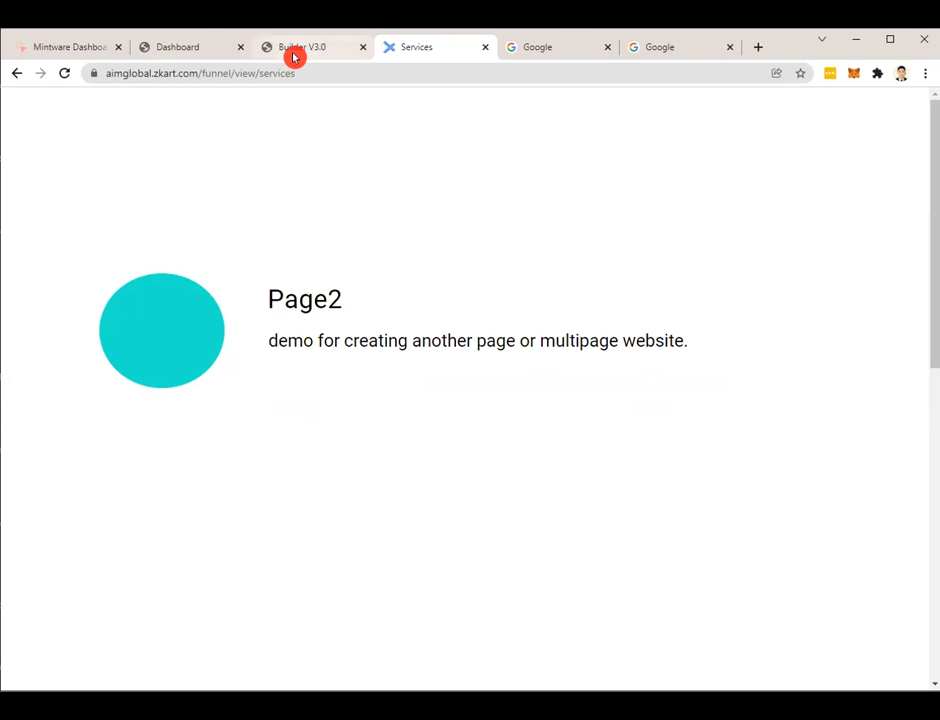 Mintware Dashboa
Dashboard
Builder V3.0
Services
Google
Google
aimglobal.zkart.com/funnel/view/services
Page2
demo for creating another page or multipage website.